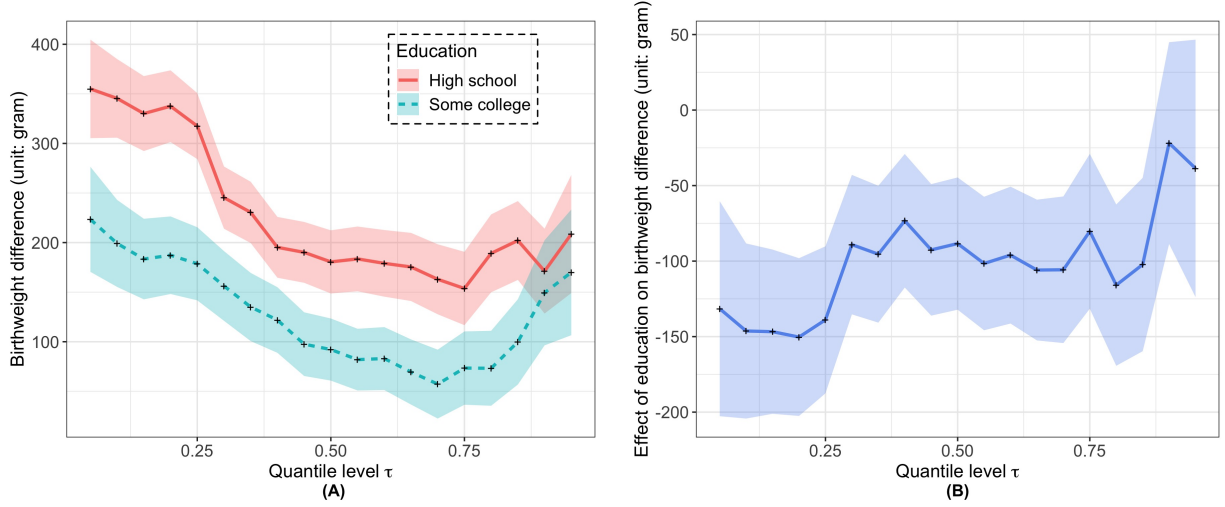 Birthweight difference (unit: gram)
400
300
200
100
Education
High school
Some college
0.25
0.50
0.75
Quantile level τ
(A)
Effect of education on birthweight difference (unit: gram)
50
0
-50
-100
-150
-200
0.25
0.50
0.75
Quantile level τ
(B)